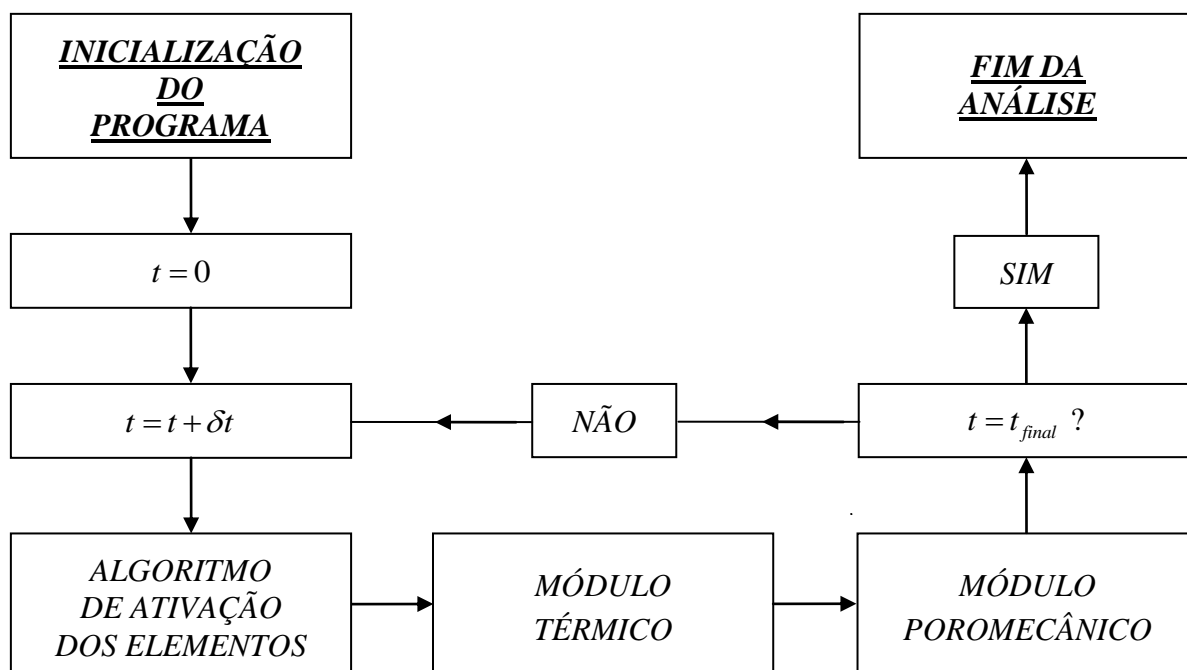 INICIALIZAÇÃO
DO
PROGRAMA
t = 0
t = t + δt
ALGORITMO
DE ATIVAÇÃO
DOS ELEMENTOS
MÓDULO
TÉRMICO
MÓDULO
POROMECÂNICO
t = t_final ?
NÃO
SIM
FIM DA
ANÁLISE